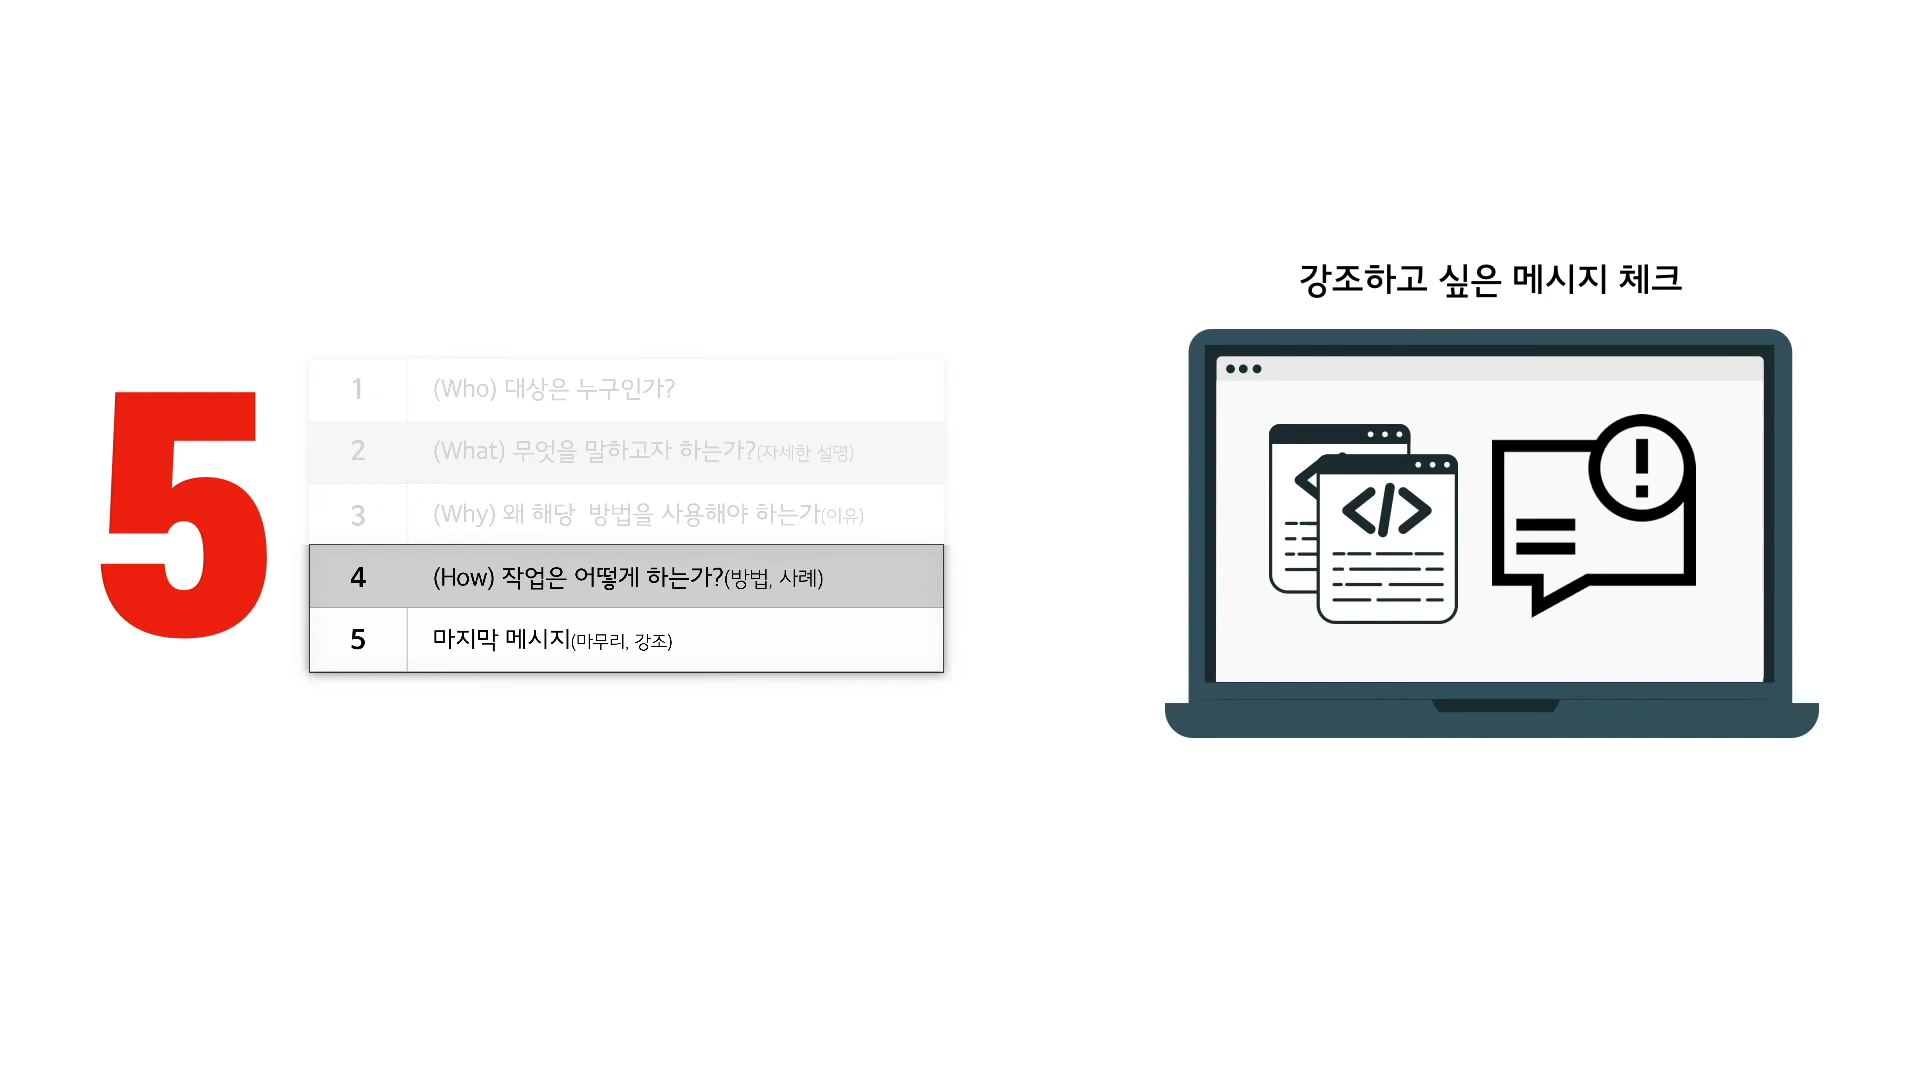 5
1 (Who) 대상은 누구인가?
2 (What) 무엇을 말하고자 하는가?(자세한 설명)
3 (Why) 왜 해당 방법을 사용해야 하는가(이유)
4 (How) 작업은 어떻게 하는가?(방법, 사례)
5 마지막 메시지(마무리, 강조)
강조하고 싶은 메시지 체크
</>
!